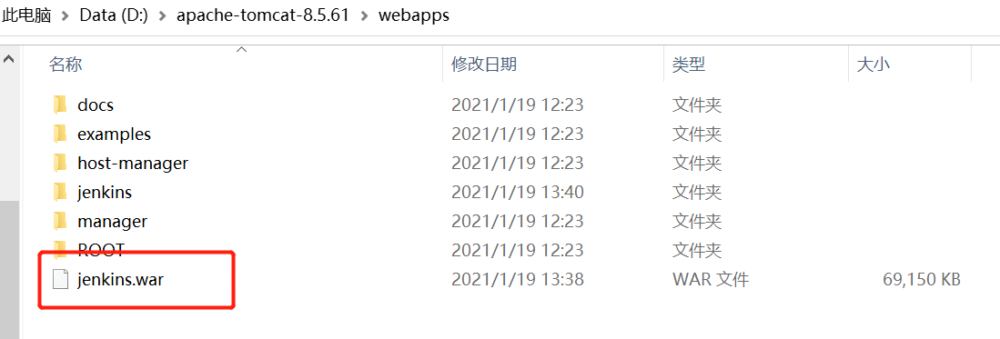 此电脑 > Data (D:) > apache-tomcat-8.5.61 > webapps
名称 修改日期 类型 大小
docs 2021/1/19 12:23 文件夹
examples 2021/1/19 12:23 文件夹
host-manager 2021/1/19 12:23 文件夹
jenkins 2021/1/19 13:40 文件夹
manager 2021/1/19 12:23 文件夹
ROOT 2021/1/19 12:23 文件夹
jenkins.war 2021/1/19 13:38 WAR 文件 69,150 KB